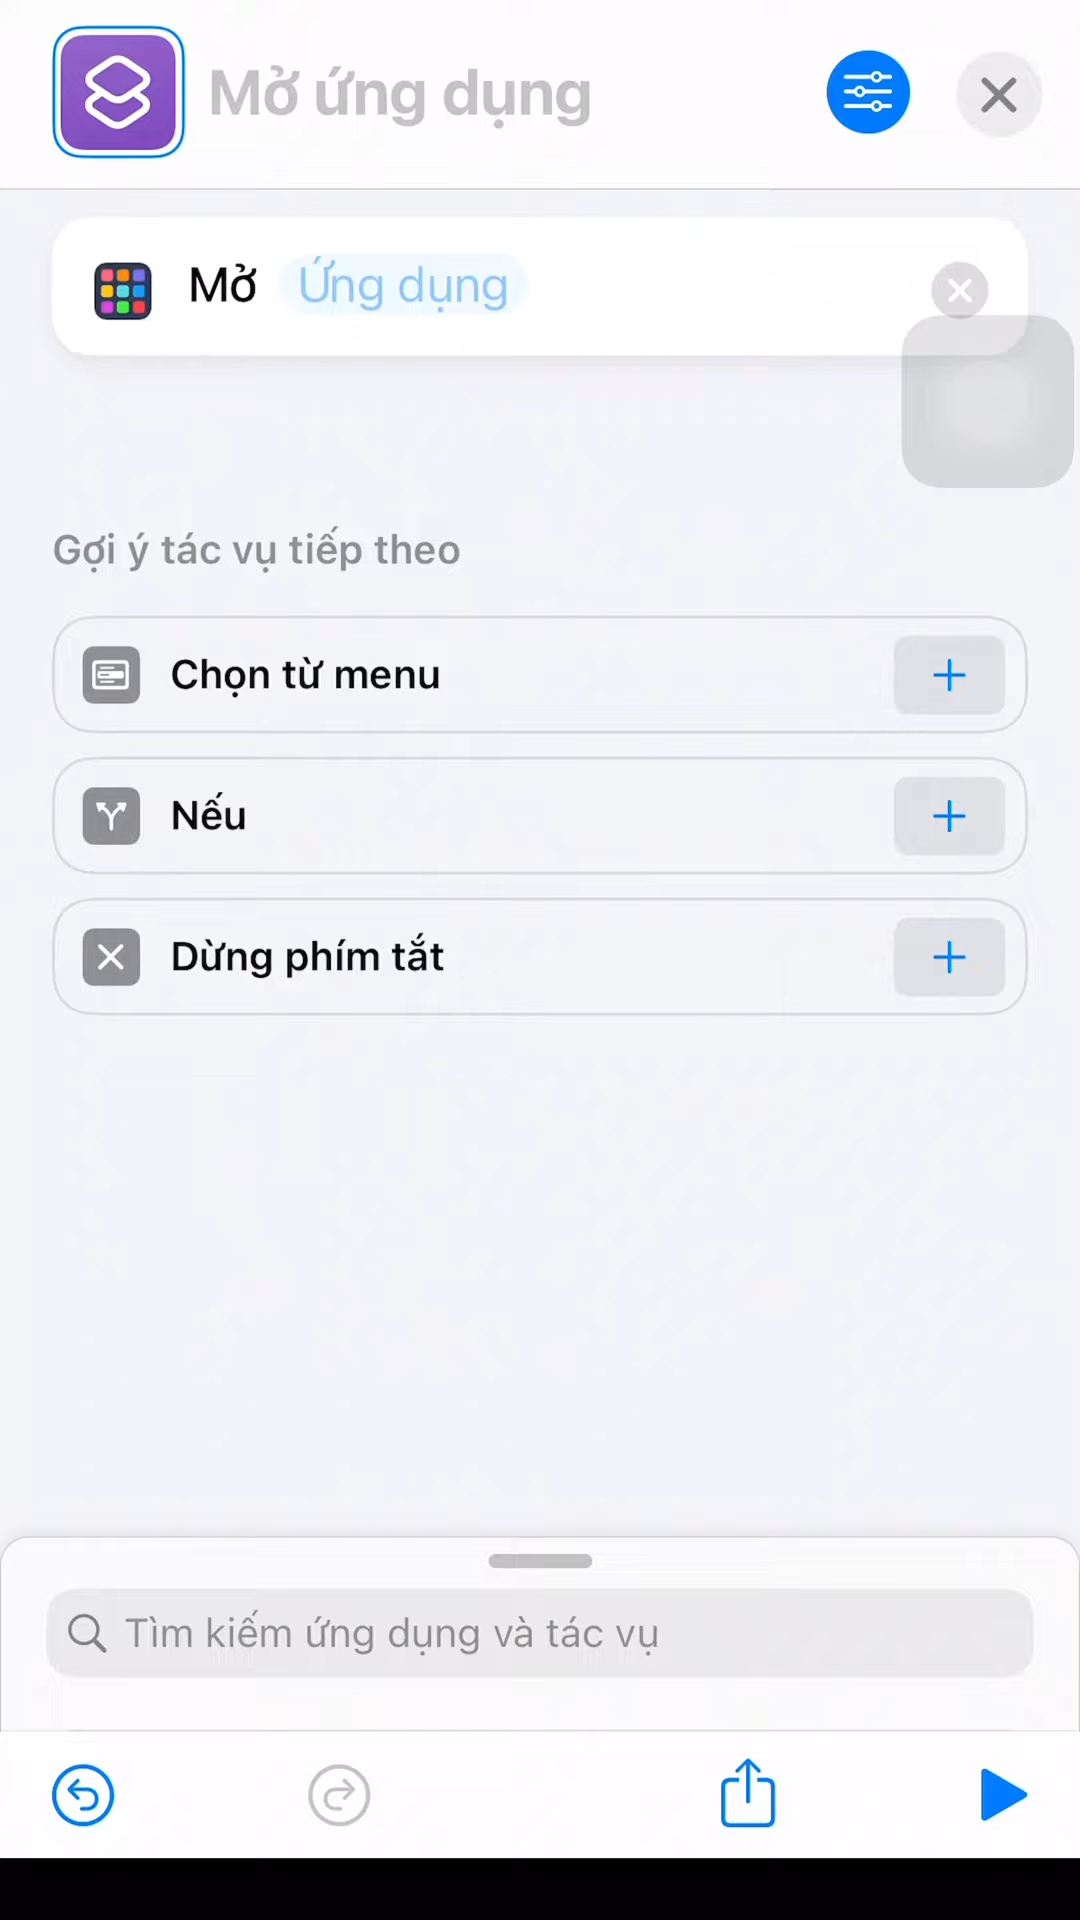 Mở ứng dụng
Mở Ứng dụng
Gợi ý tác vụ tiếp theo
Chọn từ menu
Nếu
Dừng phím tắt
Tìm kiếm ứng dụng và tác vụ